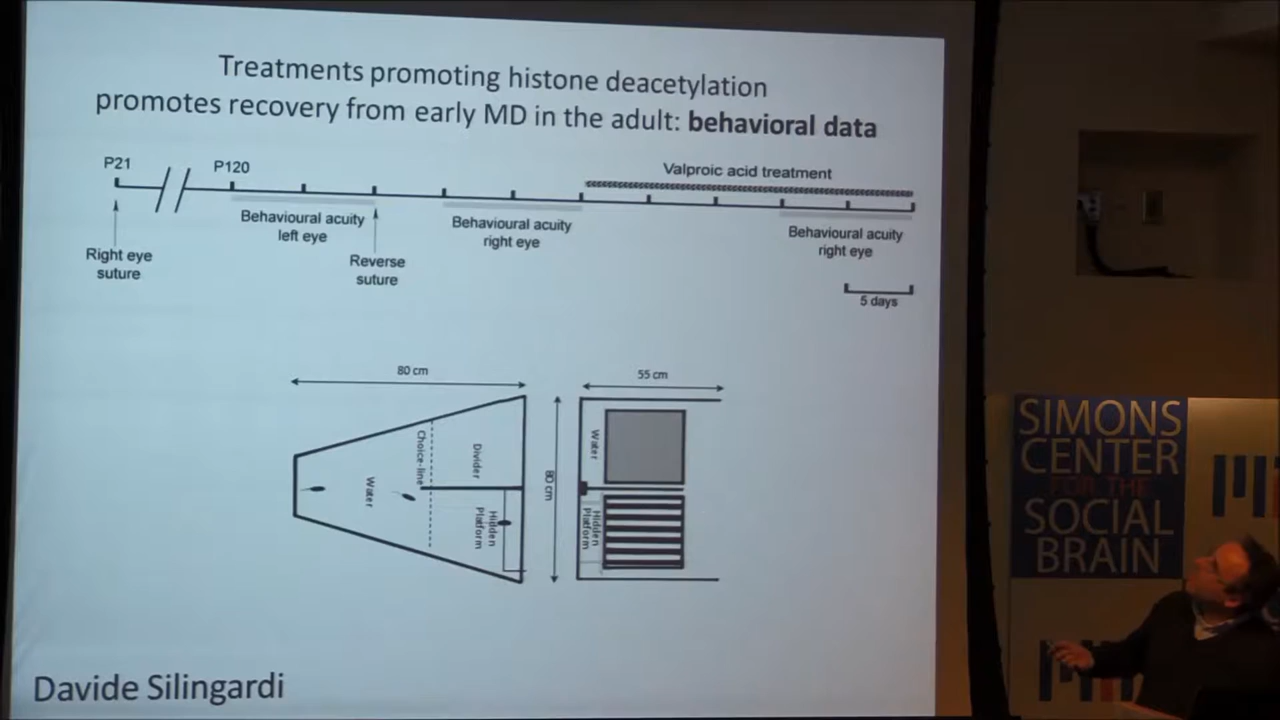 Treatments promoting histone deacetylation
promotes recovery from early MD in the adult: behavioral data
P21
P120
Valproic acid treatment
Behavioural acuity
left eye
Behavioural acuity
right eye
Behavioural acuity
right eye
Right eye
suture
Reverse
suture
5 days
80 cm
55 cm
Choice-line
Divider
Water
Hidden
Platform
80 cm
Water
Hidden
Platform
Davide Silingardi
SIMONS
CENTER
FOR THE
SOCIAL
BRAIN